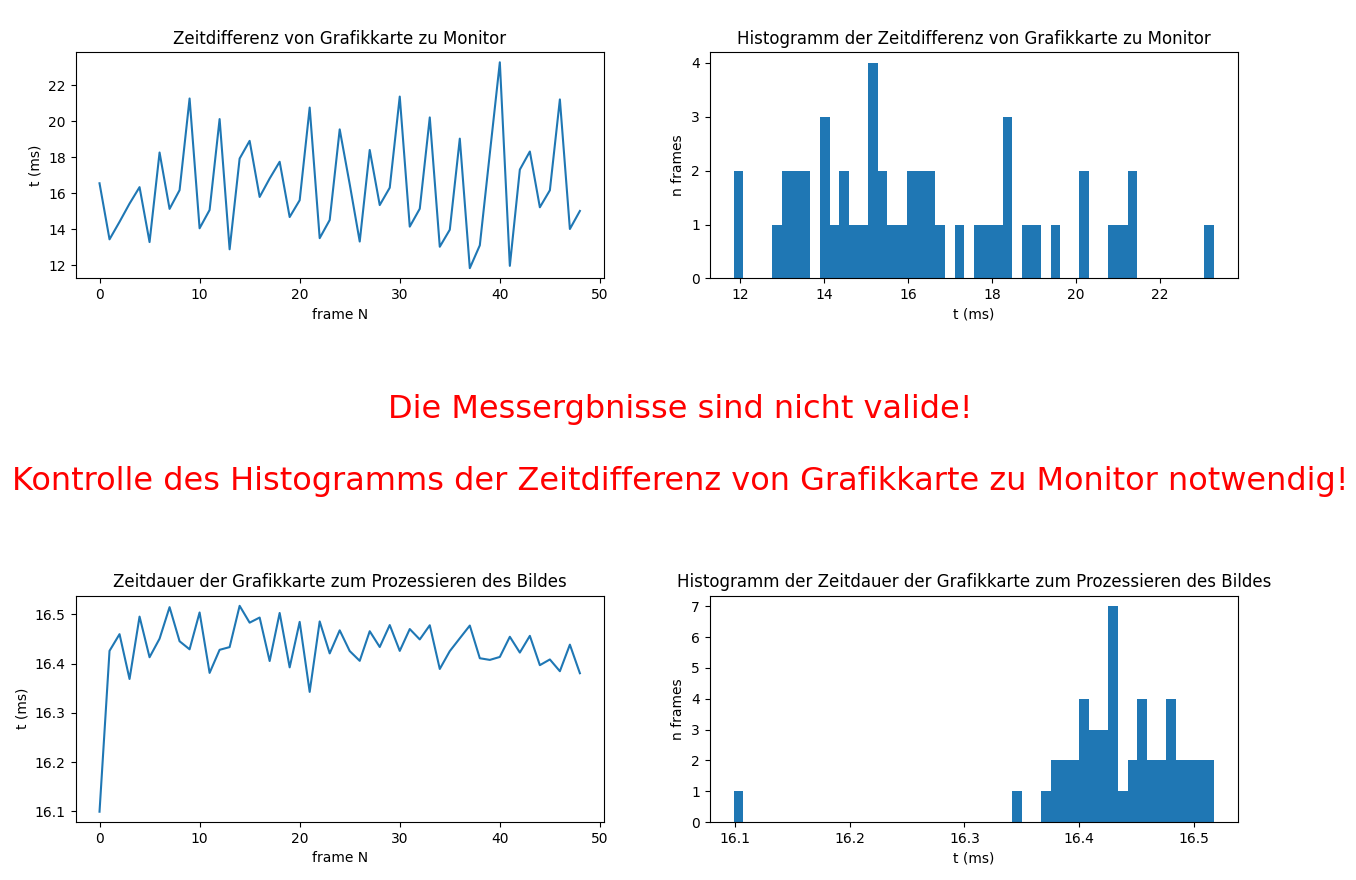 Zeitdifferenz von Grafikkarte zu Monitor
t (ms)
22
20
18
16
14
12
0 10 20 30 40 50
frame N
Histogramm der Zeitdifferenz von Grafikkarte zu Monitor
n frames
4
3
2
1
0
12 14 16 18 20 22
t (ms)
Die Messergbnisse sind nicht valide!
Kontrolle des Histogramms der Zeitdifferenz von Grafikkarte zu Monitor notwendig!
Zeitdauer der Grafikkarte zum Prozessieren des Bildes
t (ms)
16.5
16.4
16.3
16.2
16.1
0 10 20 30 40 50
frame N
Histogramm der Zeitdauer der Grafikkarte zum Prozessieren des Bildes
n frames
7
6
5
4
3
2
1
0
16.1 16.2 16.3 16.4 16.5
t (ms)